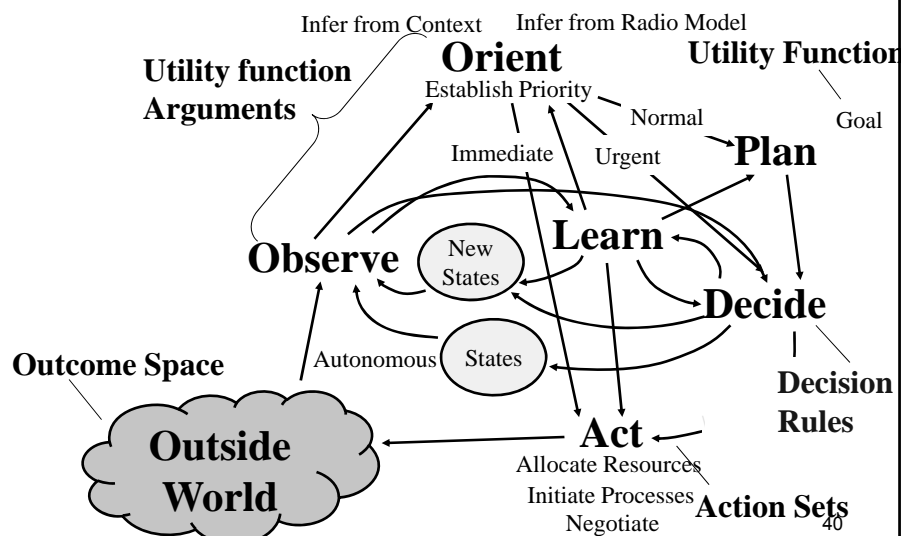 Infer from Context
Infer from Radio Model
Orient
Establish Priority
Utility Function
Goal
Utility function
Arguments
Normal
Immediate
Urgent
Plan
Observe
New
States
Learn
Decide
Autonomous
States
Outcome Space
Decision
Rules
Outside
World
Act
Allocate Resources
Initiate Processes
Negotiate
Action Sets
40